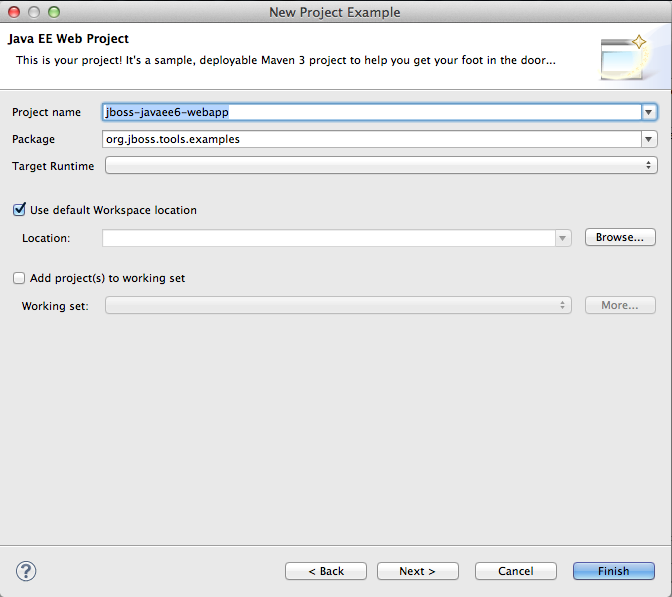 New Project Example
Java EE Web Project
This is your project! It's a sample, deployable Maven 3 project to help you get your foot in the door...
Project name jboss-javaee6-webapp
Package org.jboss.tools.examples
Target Runtime
Use default Workspace location
Location: Browse...
Add project(s) to working set
Working set: More...
? < Back Next > Cancel Finish